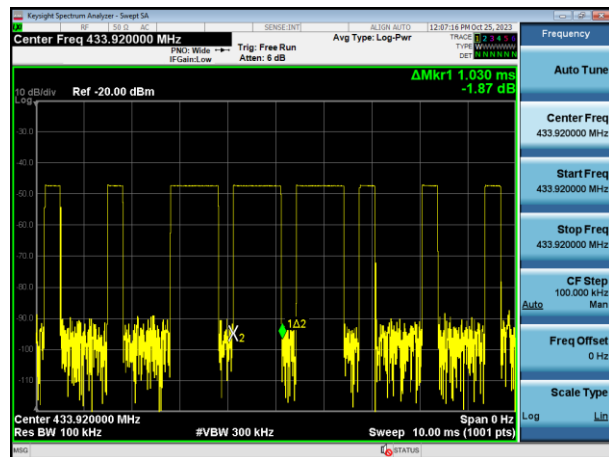 Keysight Spectrum Analyzer - Swept SA
RF 50 Ω AC SENSE:INT ALIGN AUTO 12:07:16 PM Oct 25, 2023
Center Freq 433.920000 MHz
PNO: Wide
IFGain:Low
Trig: Free Run
Atten: 6 dB
Avg Type: Log-Pwr
TRACE 1 2 3 4 5 6
TYPE WWWWWW
DET N N N N N N
ΔMkr1 1.030 ms
-1.87 dB
10 dB/div Ref -20.00 dBm
Log
-30.0
-40.0
-50.0
-60.0
-70.0
-80.0
-90.0
-100
-110
1Δ2
2
Center 433.920000 MHz Span 0 Hz
Res BW 100 kHz #VBW 300 kHz Sweep 10.00 ms (1001 pts)
MSG STATUS
Frequency
Auto Tune
Center Freq
433.920000 MHz
Start Freq
433.920000 MHz
Stop Freq
433.920000 MHz
CF Step
100.000 kHz
Auto Man
Freq Offset
0 Hz
Scale Type
Log Lin